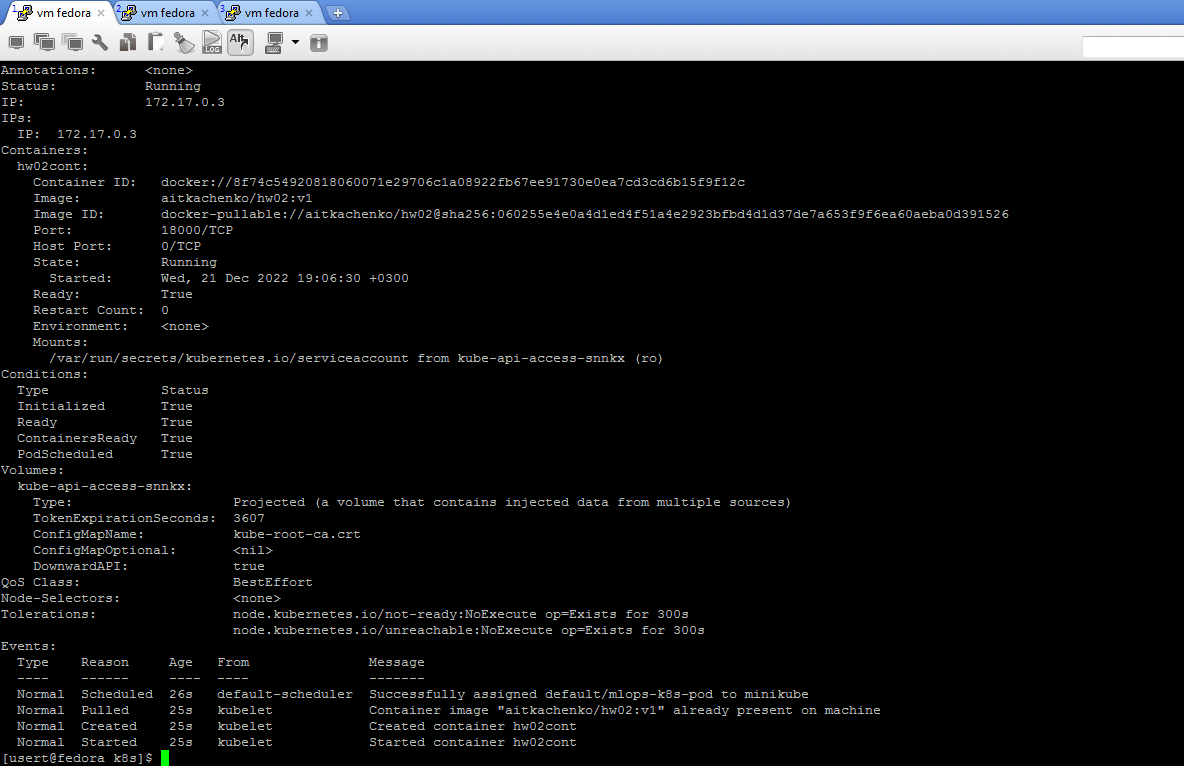 1 vm fedora 2 vm fedora 3 vm fedora
LOG Alt
Annotations:      <none>
Status:           Running
IP:               172.17.0.3
IPs:
  IP:  172.17.0.3
Containers:
  hw02cont:
    Container ID:   docker://8f74c54920818060071e29706c1a08922fb67ee91730e0ea7cd3cd6b15f9f12c
    Image:          aitkachenko/hw02:v1
    Image ID:       docker-pullable://aitkachenko/hw02@sha256:060255e4e0a4d1ed4f51a4e2923bfbd4d1d37de7a653f9f6ea60aeba0d391526
    Port:           18000/TCP
    Host Port:      0/TCP
    State:          Running
      Started:      Wed, 21 Dec 2022 19:06:30 +0300
    Ready:          True
    Restart Count:  0
    Environment:    <none>
    Mounts:
      /var/run/secrets/kubernetes.io/serviceaccount from kube-api-access-snnkx (ro)
Conditions:
  Type              Status
  Initialized       True
  Ready             True
  ContainersReady   True
  PodScheduled      True
Volumes:
  kube-api-access-snnkx:
    Type:                    Projected (a volume that contains injected data from multiple sources)
    TokenExpirationSeconds:  3607
    ConfigMapName:           kube-root-ca.crt
    ConfigMapOptional:       <nil>
    DownwardAPI:             true
QoS Class:                   BestEffort
Node-Selectors:              <none>
Tolerations:                 node.kubernetes.io/not-ready:NoExecute op=Exists for 300s
                             node.kubernetes.io/unreachable:NoExecute op=Exists for 300s
Events:
  Type    Reason     Age   From               Message
  ----    ------     ----  ----               -------
  Normal  Scheduled  26s   default-scheduler  Successfully assigned default/mlops-k8s-pod to minikube
  Normal  Pulled     25s   kubelet            Container image "aitkachenko/hw02:v1" already present on machine
  Normal  Created    25s   kubelet            Created container hw02cont
  Normal  Started    25s   kubelet            Started container hw02cont
[usert@fedora k8s]$